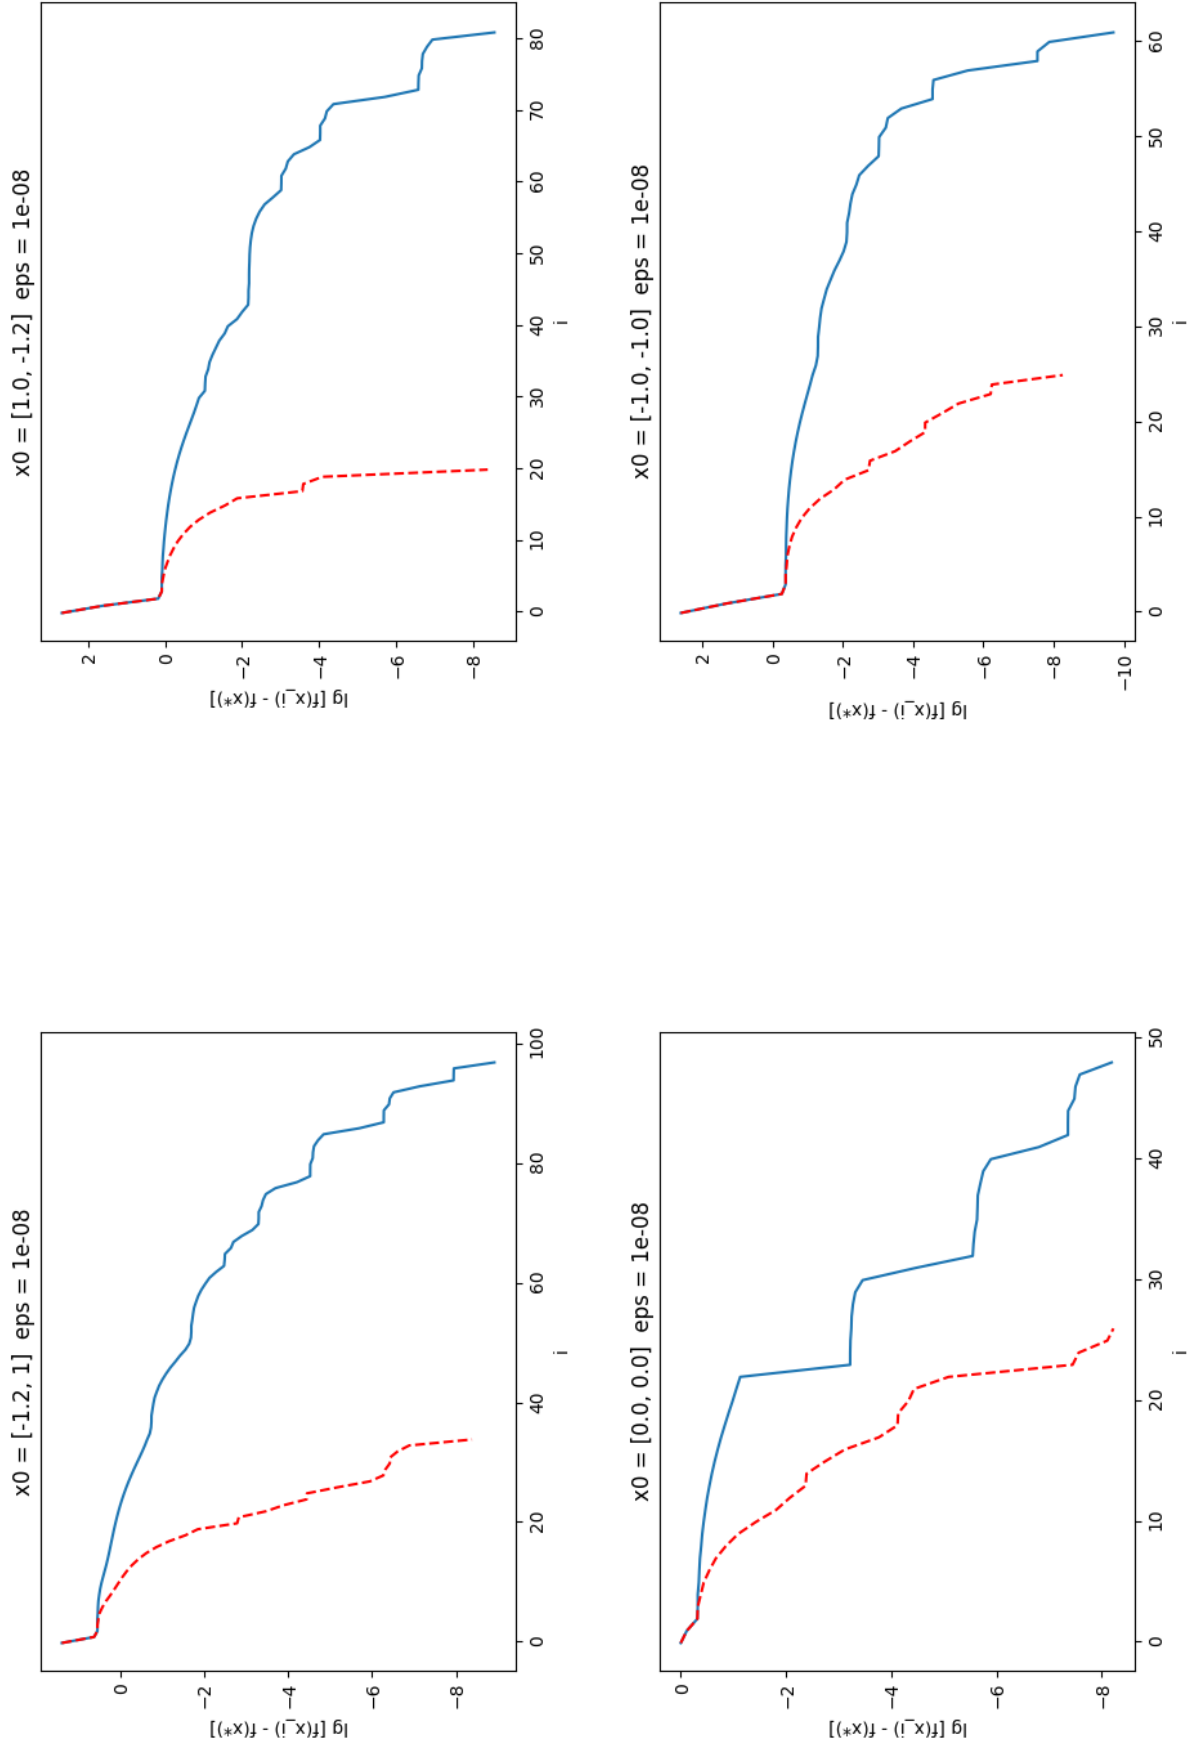 x0 = [-1.2, 1]  eps = 1e-08
lg [ f(x_i) - f(x*)]
0
−2
−4
−6
−8
0 20 40 60 80 100
i
x0 = [1.0, -1.2]  eps = 1e-08
lg [ f(x_i) - f(x*)]
2
0
−2
−4
−6
−8
0 10 20 30 40 50 60 70 80
i
x0 = [0.0, 0.0]  eps = 1e-08
lg [ f(x_i) - f(x*)]
0
−2
−4
−6
−8
0 10 20 30 40 50
i
x0 = [-1.0, -1.0]  eps = 1e-08
lg [ f(x_i) - f(x*)]
2
0
−2
−4
−6
−8
−10
0 10 20 30 40 50 60
i